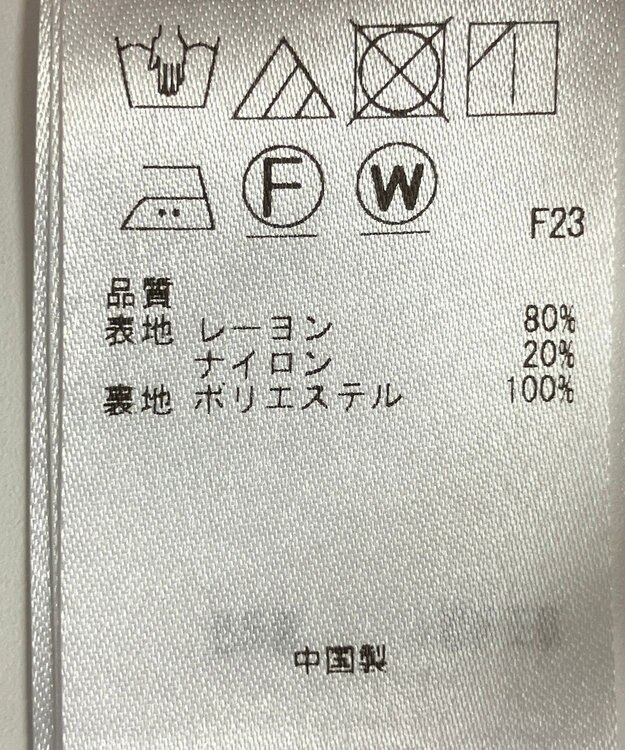 F W
F23
品質
表地 レーヨン 80%
ナイロン 20%
裏地 ポリエステル 100%
中国製